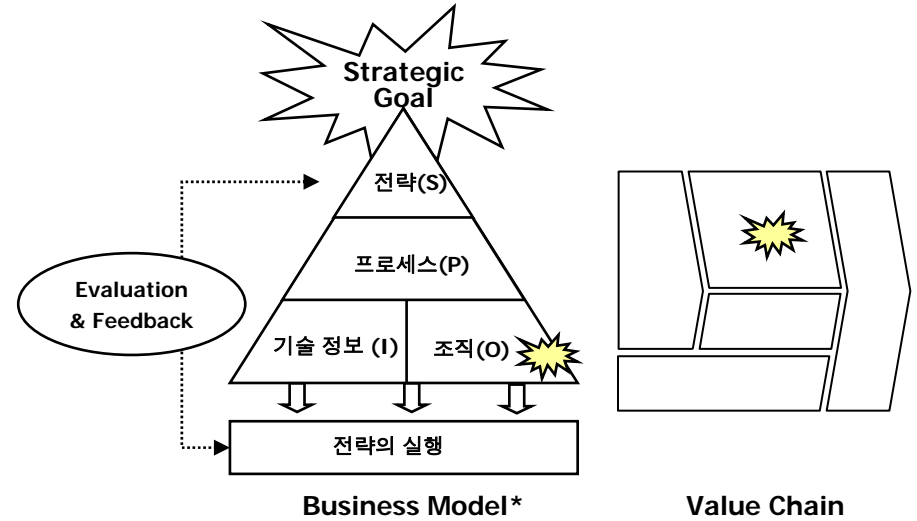 Strategic
Goal
전략(S)
프로세스(P)
Evaluation
& Feedback
기술 정보 (I)
조직(O)
전략의 실행
Business Model*
Value Chain